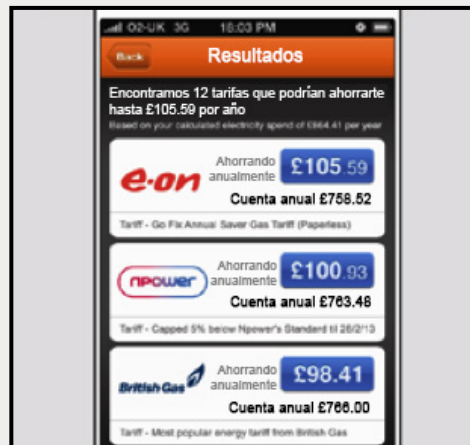 O2-UK 3G 18:03 PM
Back
Resultados
Encontramos 12 tarifas que podrían ahorrarte
hasta £105.59 por año
Based on your calculated electricity spend of £864.41 per year
e·on
Ahorrando
anualmente
£105.59
Cuenta anual £758.52
Tariff - Go Fix Annual Saver Gas Tariff (Paperless)
npower
Ahorrando
anualmente
£100.93
Cuenta anual £763.48
Tariff - Capped 5% below Npower's Standard til 28/2/13
British Gas
Ahorrando
anualmente
£98.41
Cuenta anual £766.00
Tariff - Most popular energy tariff from British Gas